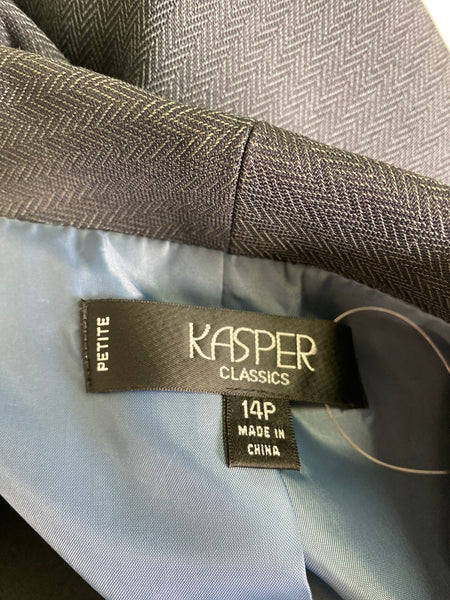 PETITE
KASPER
CLASSICS
14P
MADE IN
CHINA